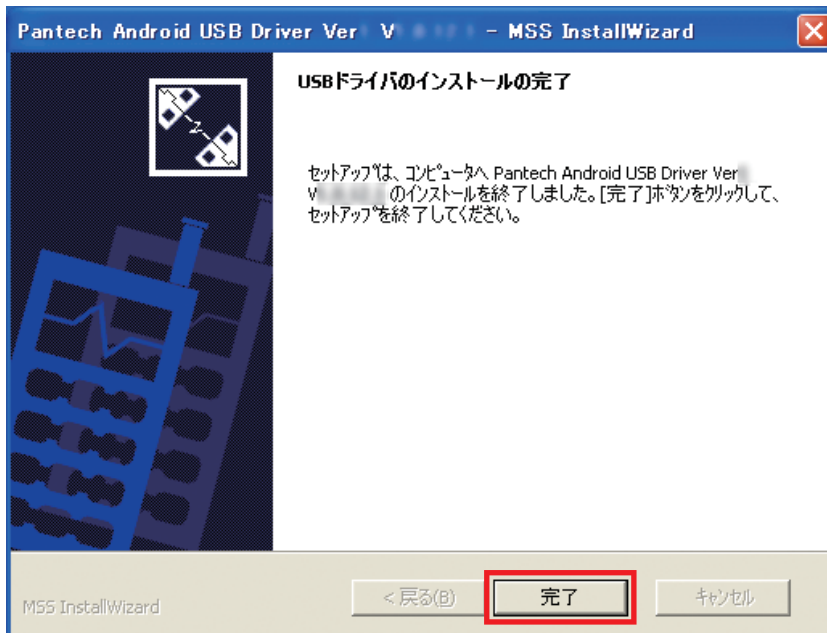 Pantech Android USB Driver Ver V - MSS InstallWizard
USBドライバのインストールの完了
セットアップは、コンピュータへ Pantech Android USB Driver Ver
V のインストールを終了しました。[完了]ボタンをクリックして、
セットアップを終了してください。
MSS InstallWizard
< 戻る(B)
完了
キャンセル